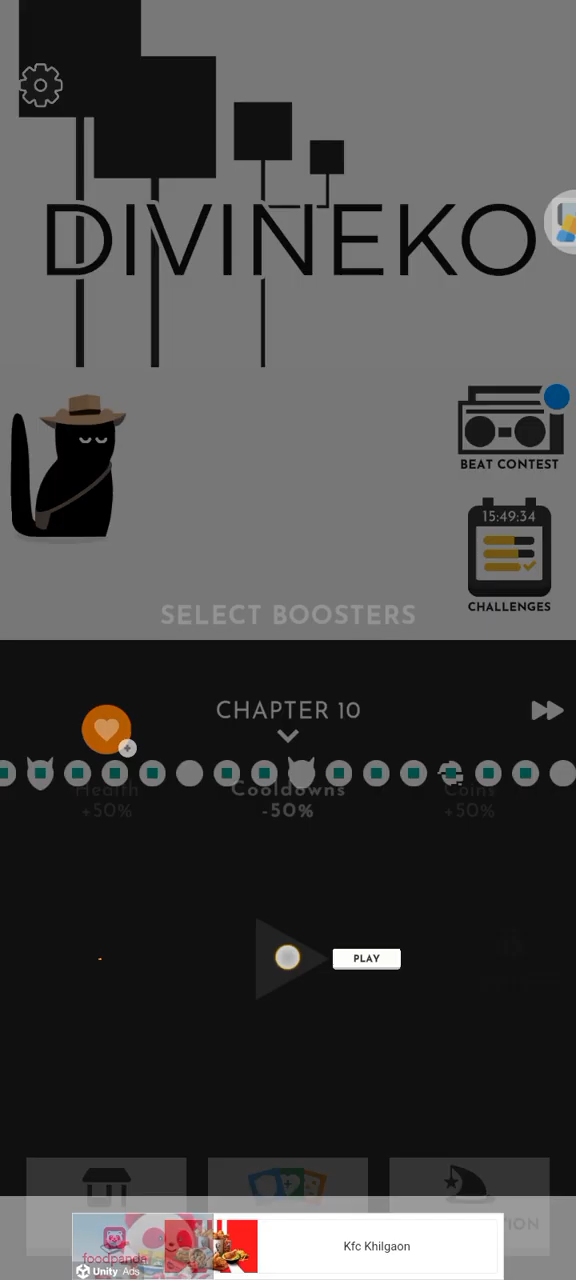 DIVINEKO
BEAT CONTEST
15:49:34
CHALLENGES
SELECT BOOSTERS
CHAPTER 10
Health
+50%
Cooldowns
-50%
Coins
+50%
PLAY
foodpanda
Unity Ads
Kfc Khilgaon